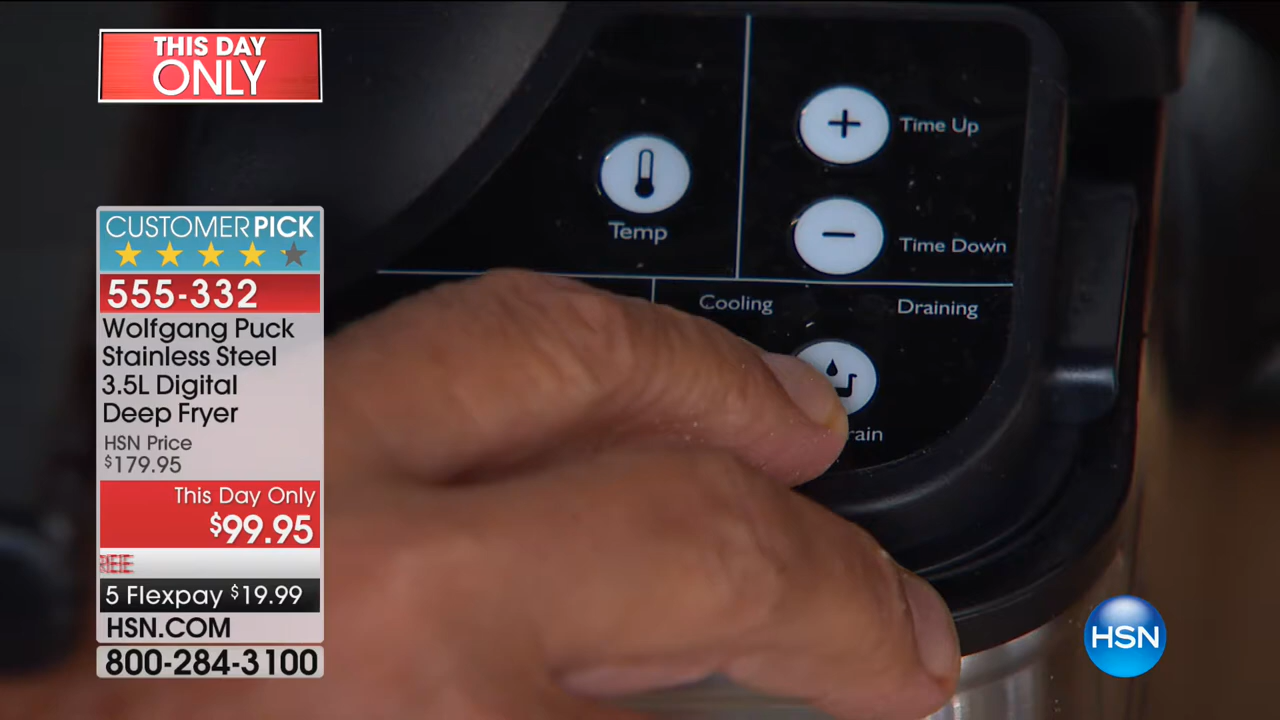 THIS DAY
ONLY
CUSTOMER PICK
555-332
Wolfgang Puck
Stainless Steel
3.5L Digital
Deep Fryer
HSN Price
$179.95
This Day Only
$99.95
5 Flexpay $19.99
HSN.COM
800-284-3100
Temp
+ Time Up
− Time Down
Cooling
Draining
HSN